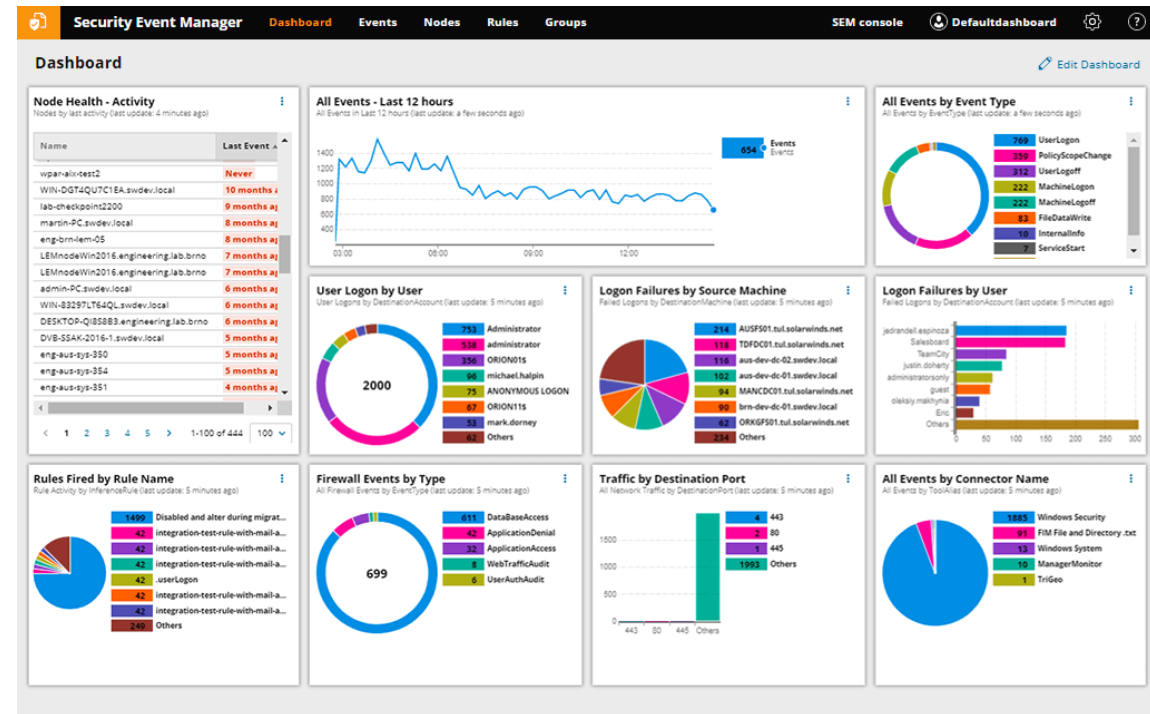 Security Event Manager Dashboard Events Nodes Rules Groups SEM console Defaultdashboard ?
Dashboard
Edit Dashboard
Node Health - Activity
Nodes by last activity (last update: 4 minutes ago)
Name Last Event
wpar-aix-test2 Never
WIN-DGT4QU7C1EA.swdev.local 10 months a
lab-checkpoint2200 9 months ag
martin-PC.swdev.local 8 months ag
eng-brn-lem-05 8 months ag
LEMnodeWin2016.engineering.lab.brno 7 months ag
LEMnodeWin2016.engineering.lab.brno 7 months ag
admin-PC.swdev.local 6 months ag
WIN-83297LT64QL.swdev.local 6 months ag
DESKTOP-QI8S8B3.engineering.lab.brno 6 months ag
DVB-SSAK-2016-1.swdev.local 5 months ag
eng-aus-sys-350 5 months ag
eng-aus-sys-354 5 months ag
eng-aus-sys-351 4 months ag
< 1 2 3 4 5 > 1-100 of 444 100
All Events - Last 12 hours
All Events in Last 12 hours (last update: a few seconds ago)
1400
1200
1000
800
600
400
03:00 06:00 09:00 12:00
654 Events
Events
All Events by Event Type
All Events by EventType (last update: a few seconds ago)
769 UserLogon
359 PolicyScopeChange
312 UserLogoff
222 MachineLogon
222 MachineLogoff
83 FileDataWrite
10 InternalInfo
7 ServiceStart
User Logon by User
User Logons by DestinationAccount (last update: 5 minutes ago)
2000
753 Administrator
538 administrator
356 ORION01$
96 michael.halpin
75 ANONYMOUS LOGON
67 ORION11$
53 mark.dorney
62 Others
Logon Failures by Source Machine
Failed Logons by DestinationMachine (last update: 5 minutes ago)
214 AUSFS01.tul.solarwinds.net
118 TDFDC01.tul.solarwinds.net
116 aus-dev-dc-02.swdev.local
102 aus-dev-dc-01.swdev.local
94 MANCDC01.tul.solarwinds.net
90 brn-dev-dc-01.swdev.local
62 ORKGFS01.tul.solarwinds.net
234 Others
Logon Failures by User
Failed Logons by DestinationAccount (last update: 5 minutes ago)
jedrandell.espinoza
Salesboard
TeamCity
justin.doherty
administratorsonly
guest
oleksiy.makhynia
Eric
Others
0 50 100 150 200 250 300
Rules Fired by Rule Name
Rule Activity by InferenceRule (last update: 5 minutes ago)
1499 Disabled and alter during migrat...
42 integration-test-rule-with-mail-a...
42 integration-test-rule-with-mail-a...
42 integration-test-rule-with-mail-a...
42 .userLogon
42 integration-test-rule-with-mail-a...
42 integration-test-rule-with-mail-a...
249 Others
Firewall Events by Type
All Firewall Events by EventType (last update: 5 minutes ago)
699
611 DataBaseAccess
42 ApplicationDenial
32 ApplicationAccess
8 WebTrafficAudit
6 UserAuthAudit
Traffic by Destination Port
All Network Traffic by DestinationPort (last update: 5 minutes ago)
1500
1000
500
0
443 80 445 Others
4 443
2 80
1 445
1993 Others
All Events by Connector Name
All Events by ToolAlias (last update: 5 minutes ago)
1885 Windows Security
91 FIM File and Directory .txt
13 Windows System
10 ManagerMonitor
1 TriGeo